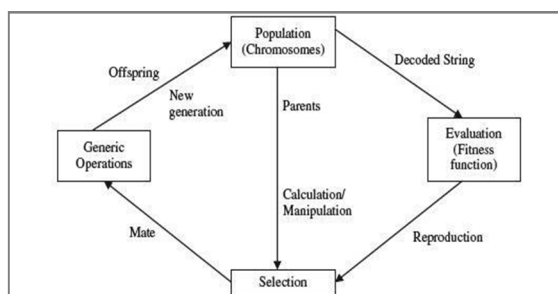 Population
(Chromosomes)
Offspring
Decoded String
New
generation
Parents
Generic
Operations
Evaluation
(Fitness
function)
Calculation/
Manipulation
Mate
Reproduction
Selection